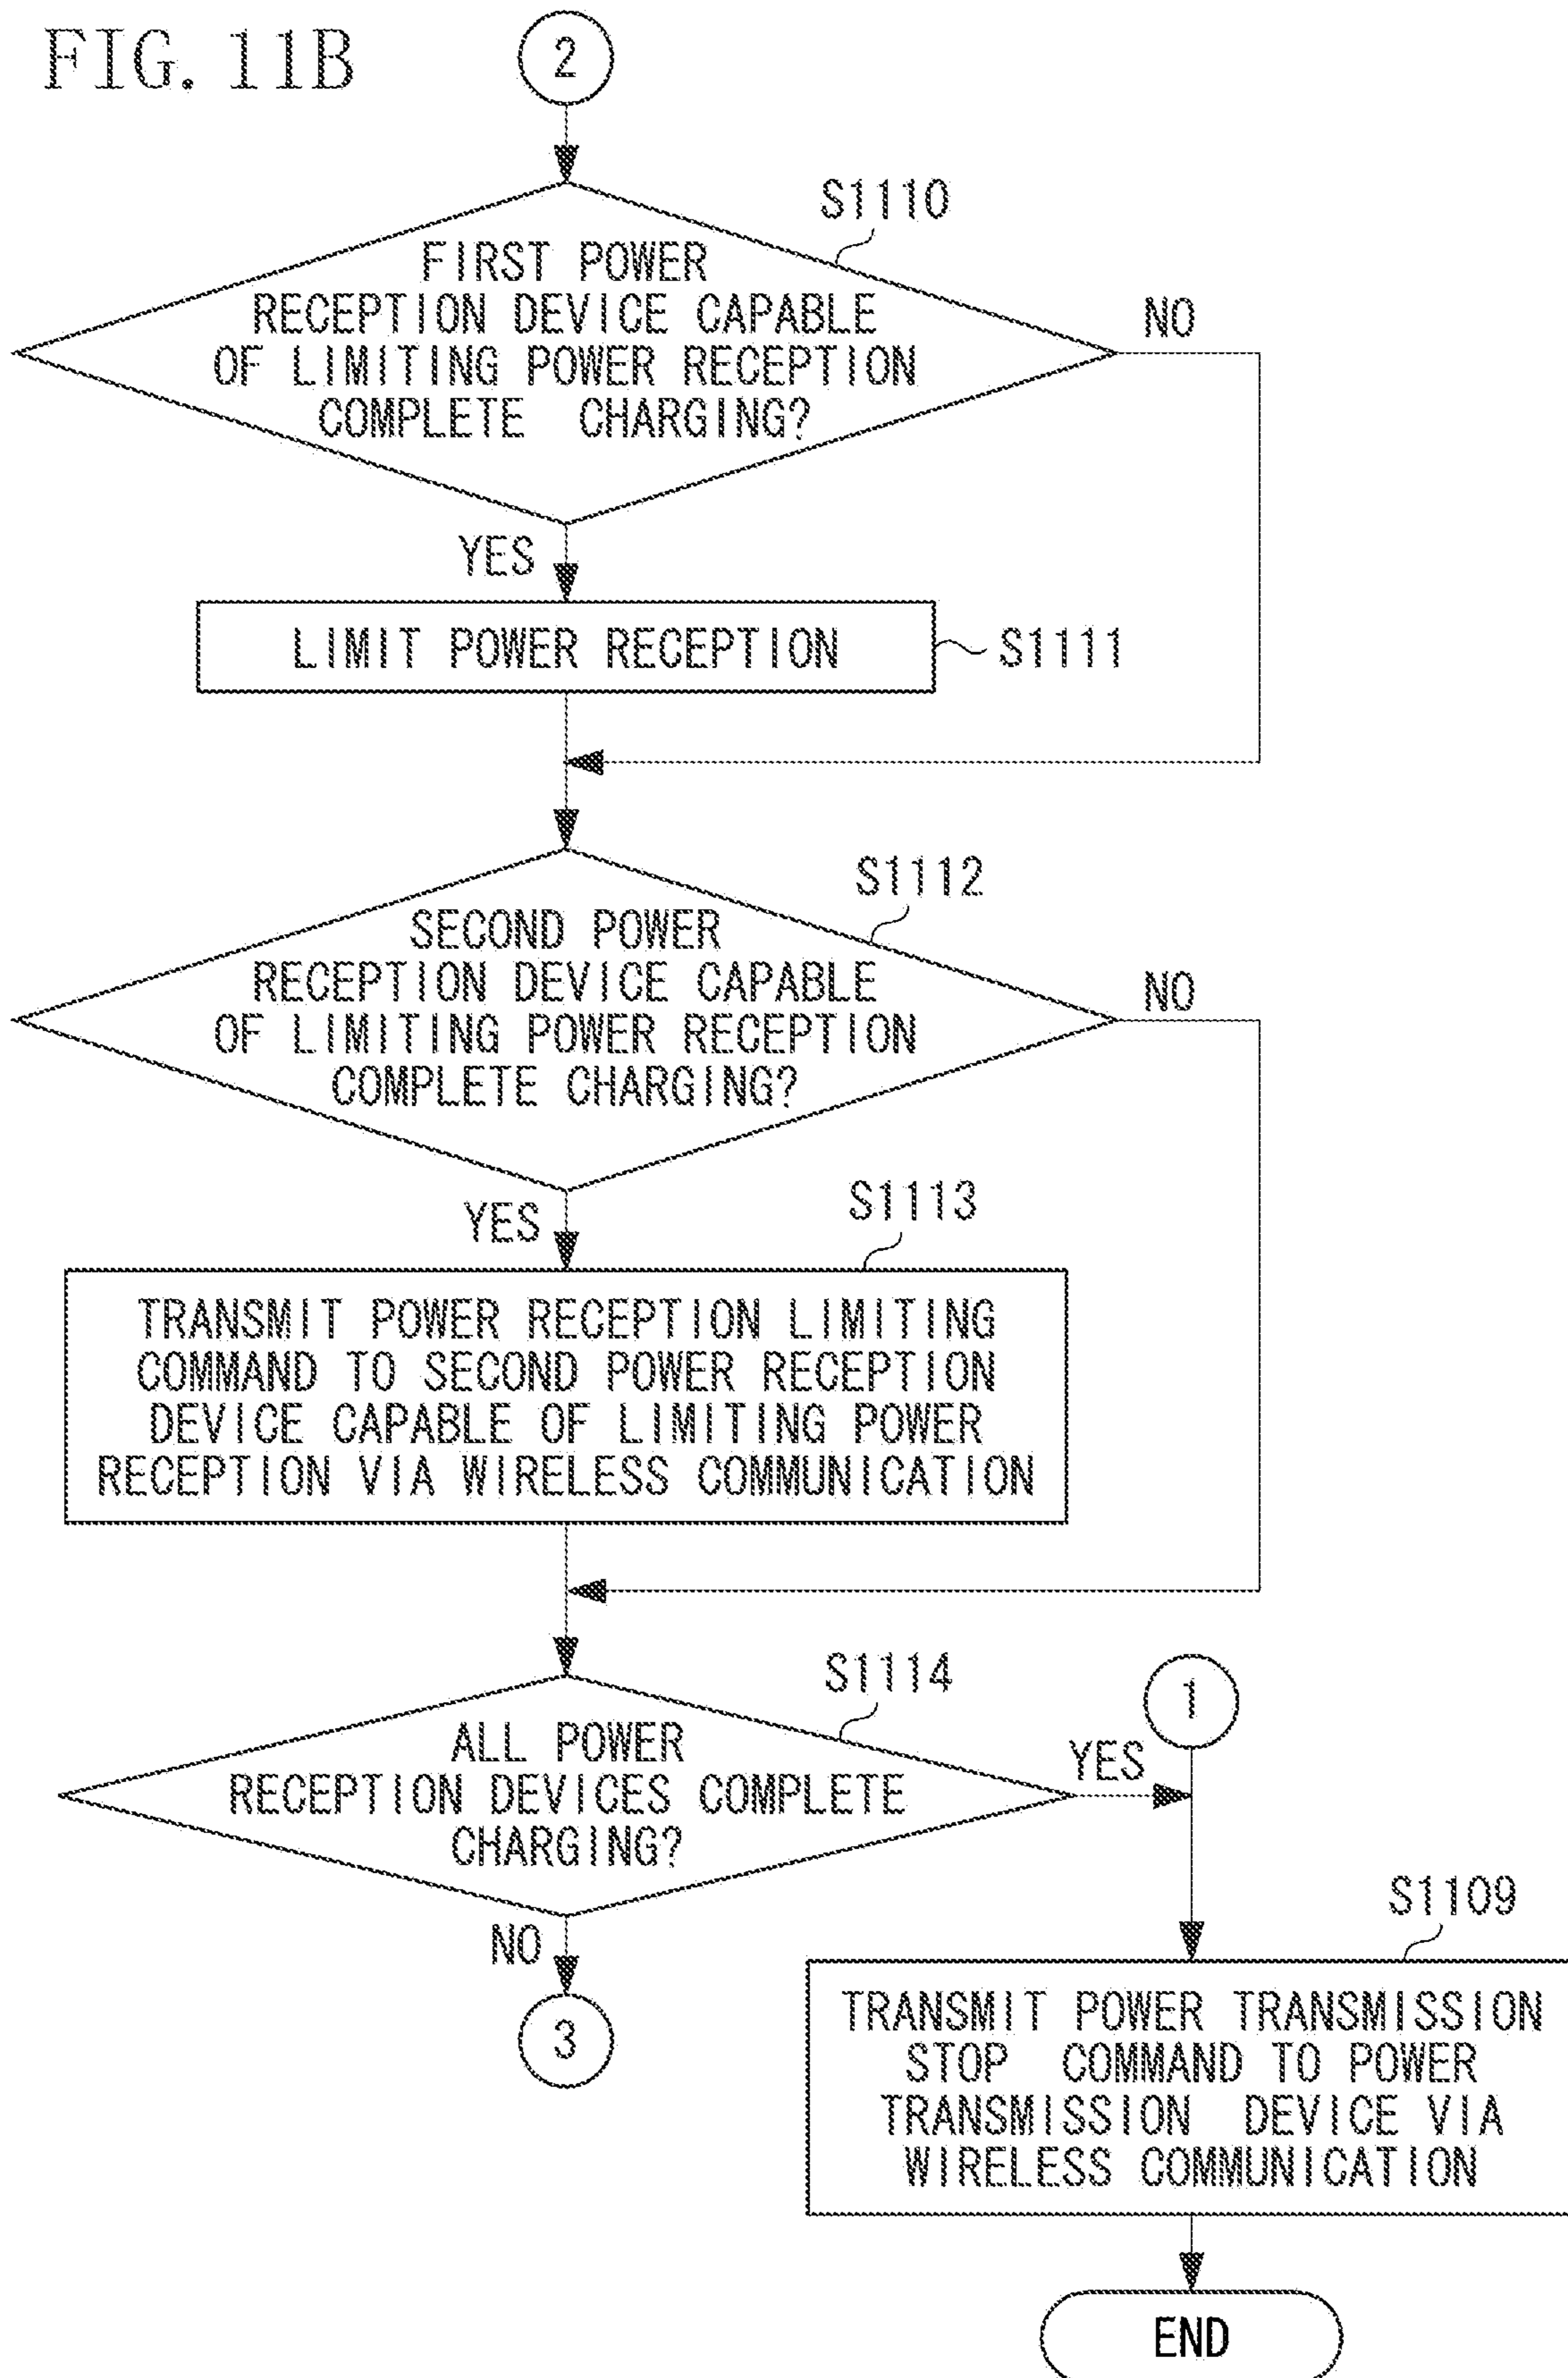 FIG. 11B
2
S1110
FIRST POWER
RECEPTION DEVICE CAPABLE
OF LIMITING POWER RECEPTION
COMPLETE CHARGING?
NO
YES
LIMIT POWER RECEPTION
S1111
S1112
SECOND POWER
RECEPTION DEVICE CAPABLE
OF LIMITING POWER RECEPTION
COMPLETE CHARGING?
NO
YES
S1113
TRANSMIT POWER RECEPTION LIMITING
COMMAND TO SECOND POWER RECEPTION
DEVICE CAPABLE OF LIMITING POWER
RECEPTION VIA WIRELESS COMMUNICATION
S1114
1
ALL POWER
RECEPTION DEVICES COMPLETE
CHARGING?
YES
NO
3
S1109
TRANSMIT POWER TRANSMISSION
STOP COMMAND TO POWER
TRANSMISSION DEVICE VIA
WIRELESS COMMUNICATION
END